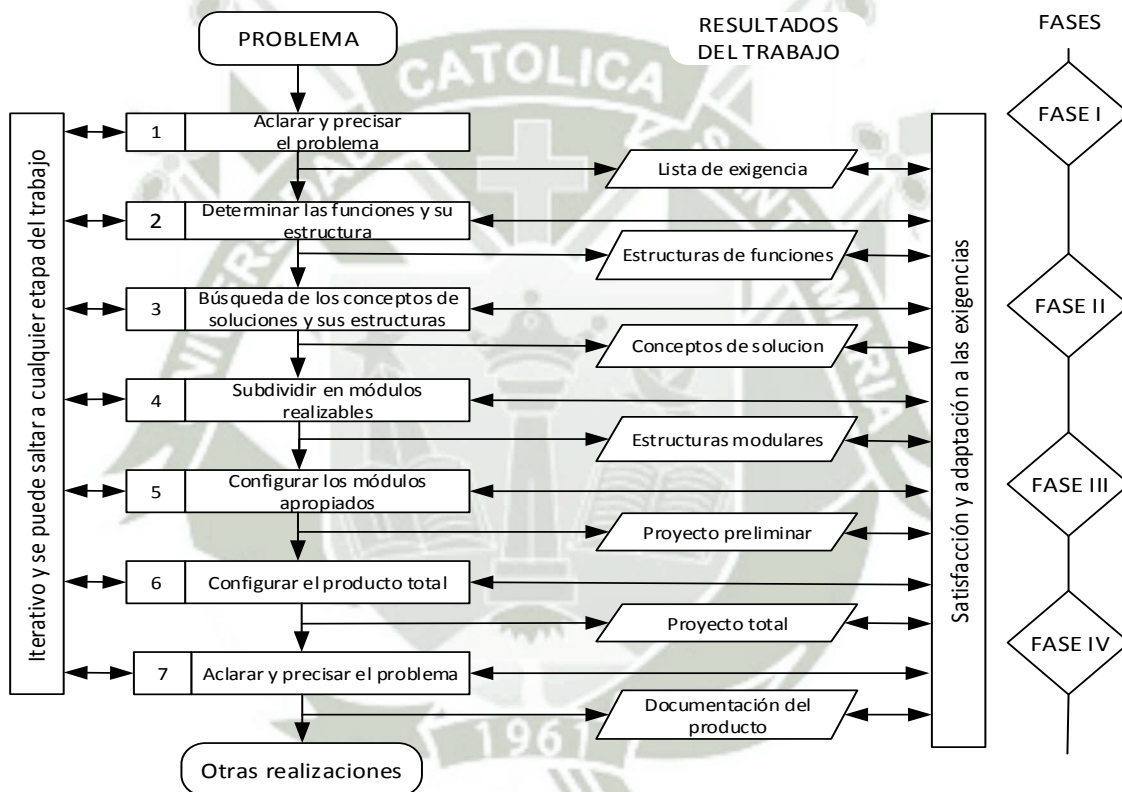 PROBLEMA
RESULTADOS
DEL TRABAJO
FASES
CATOLICA
UNIVERSIDAD
SANTA MARIA
1961
Iterativo y se puede saltar a cualquier etapa del trabajo
1
Aclarar y precisar
el problema
Lista de exigencia
2
Determinar las funciones y su
estructura
Estructuras de funciones
3
Búsqueda de los conceptos de
soluciones y sus estructuras
Conceptos de solucion
4
Subdividir en módulos
realizables
Estructuras modulares
5
Configurar los módulos
apropiados
Proyecto preliminar
6
Configurar el producto total
Proyecto total
7
Aclarar y precisar el problema
Documentación del
producto
Otras realizaciones
Satisfacción y adaptación a las exigencias
FASE I
FASE II
FASE III
FASE IV